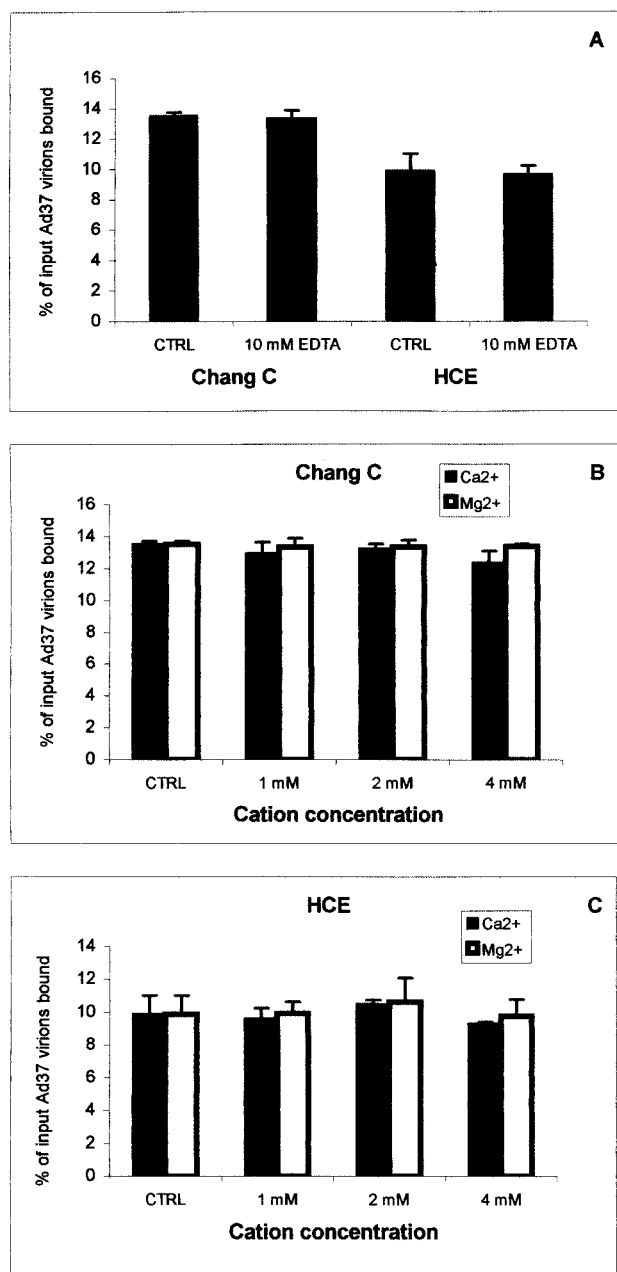 A
% of input Ad37 virions bound
16
14
12
10
8
6
4
2
0
CTRL 10 mM EDTA CTRL 10 mM EDTA
Chang C HCE
Chang C B
Ca2+
Mg2+
% of input Ad37 virions bound
16
14
12
10
8
6
4
2
0
CTRL 1 mM 2 mM 4 mM
Cation concentration
HCE C
Ca2+
Mg2+
% of input Ad37 virions bound
14
12
10
8
6
4
2
0
CTRL 1 mM 2 mM 4 mM
Cation concentration